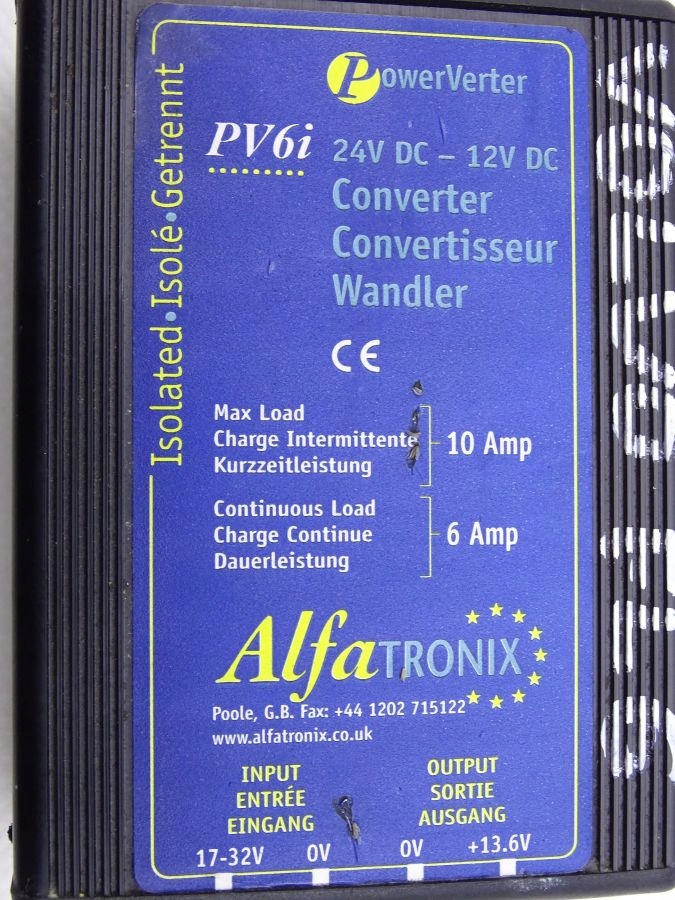 PowerVerter
PV6i
24V DC – 12V DC
Converter
Convertisseur
Wandler
Isolated•Isolé•Getrennt
CE
Max Load
Charge Intermittente
Kurzzeitleistung
10 Amp
Continuous Load
Charge Continue
Dauerleistung
6 Amp
AlfaTRONIX
Poole, G.B. Fax: +44 1202 715122
www.alfatronix.co.uk
INPUT
ENTRÉE
EINGANG
OUTPUT
SORTIE
AUSGANG
17-32V 0V 0V +13.6V